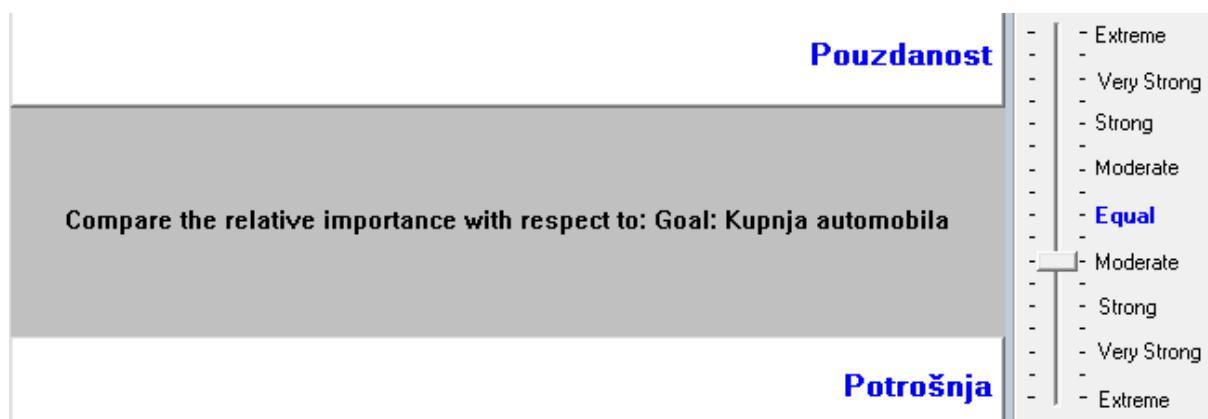 Pouzdanost
Compare the relative importance with respect to: Goal: Kupnja automobila
Potrošnja
Extreme
Very Strong
Strong
Moderate
Equal
Moderate
Strong
Very Strong
Extreme